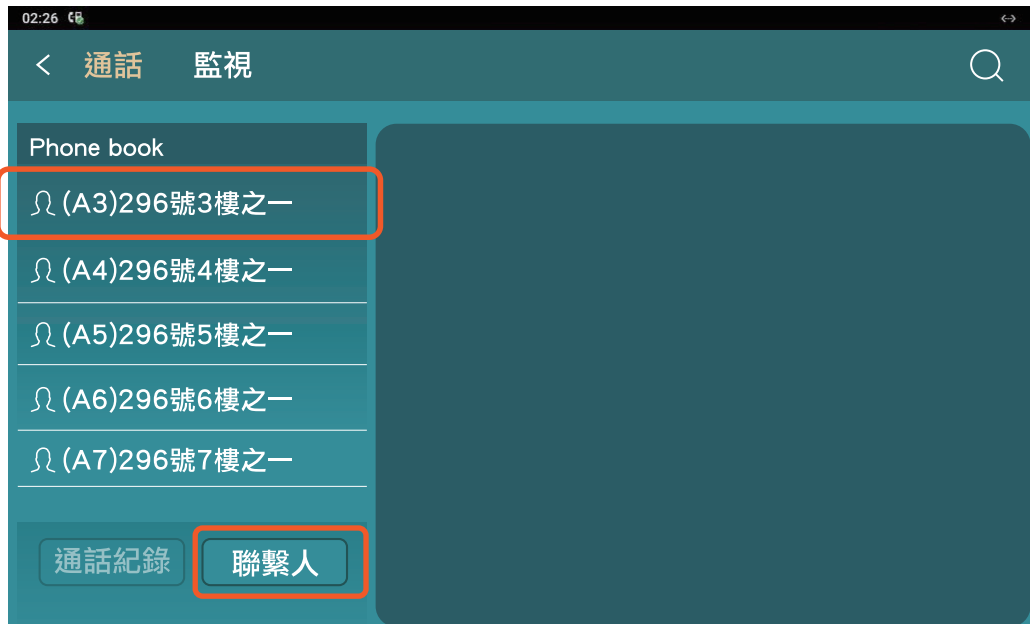 02:26
通話 監視
Phone book
(A3)296號3樓之一
(A4)296號4樓之一
(A5)296號5樓之一
(A6)296號6樓之一
(A7)296號7樓之一
通話紀錄 聯繫人